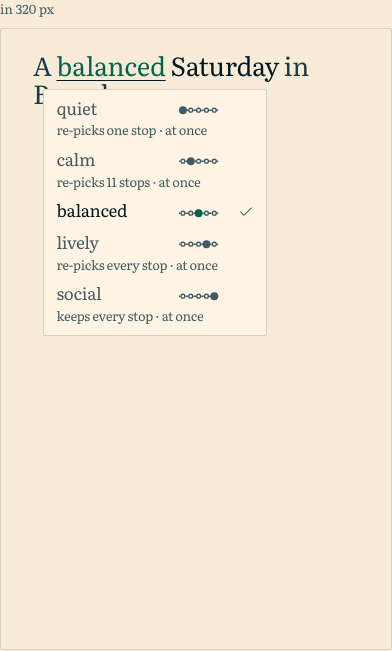 in 320 px
A balanced Saturday in
quiet
re-picks one stop · at once
calm
re-picks 11 stops · at once
balanced
lively
re-picks every stop · at once
social
keeps every stop · at once